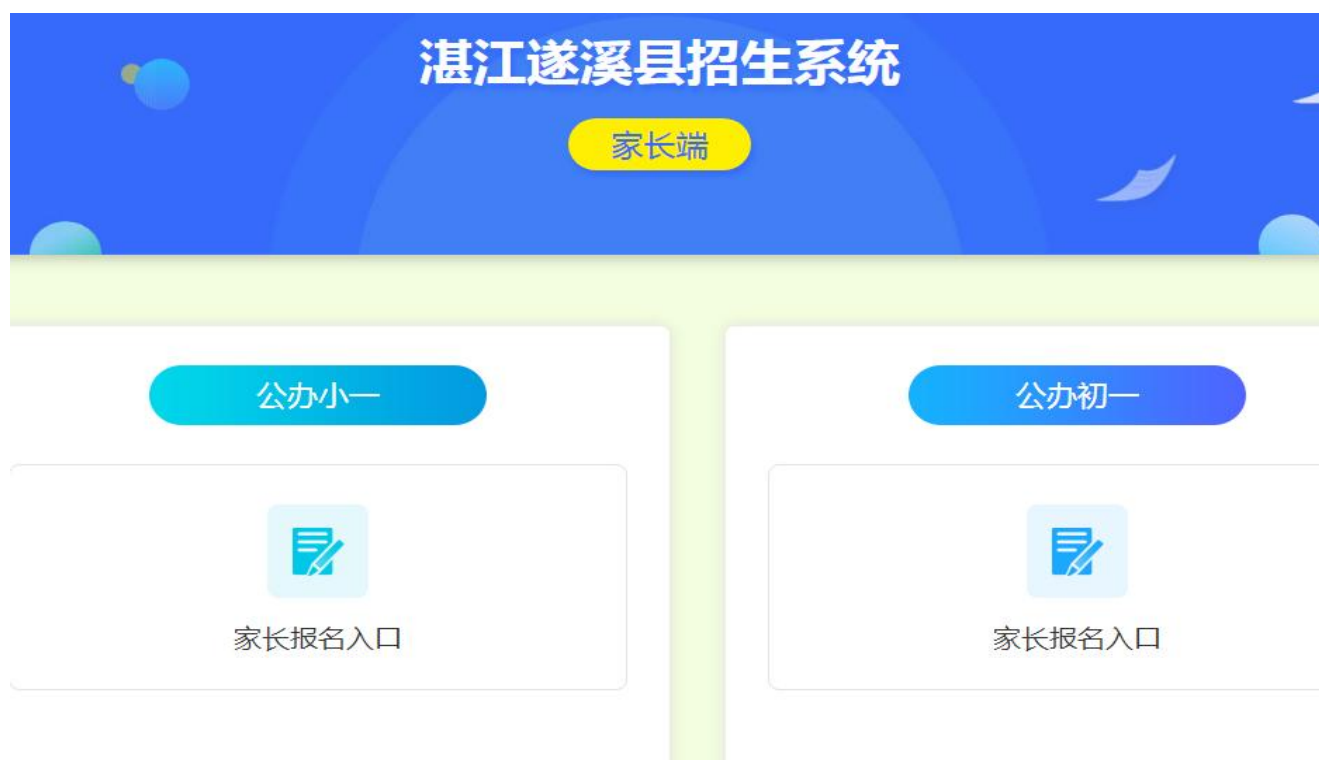 湛江遂溪县招生系统
家长端
公办小一
公办初一
家长报名入口
家长报名入口